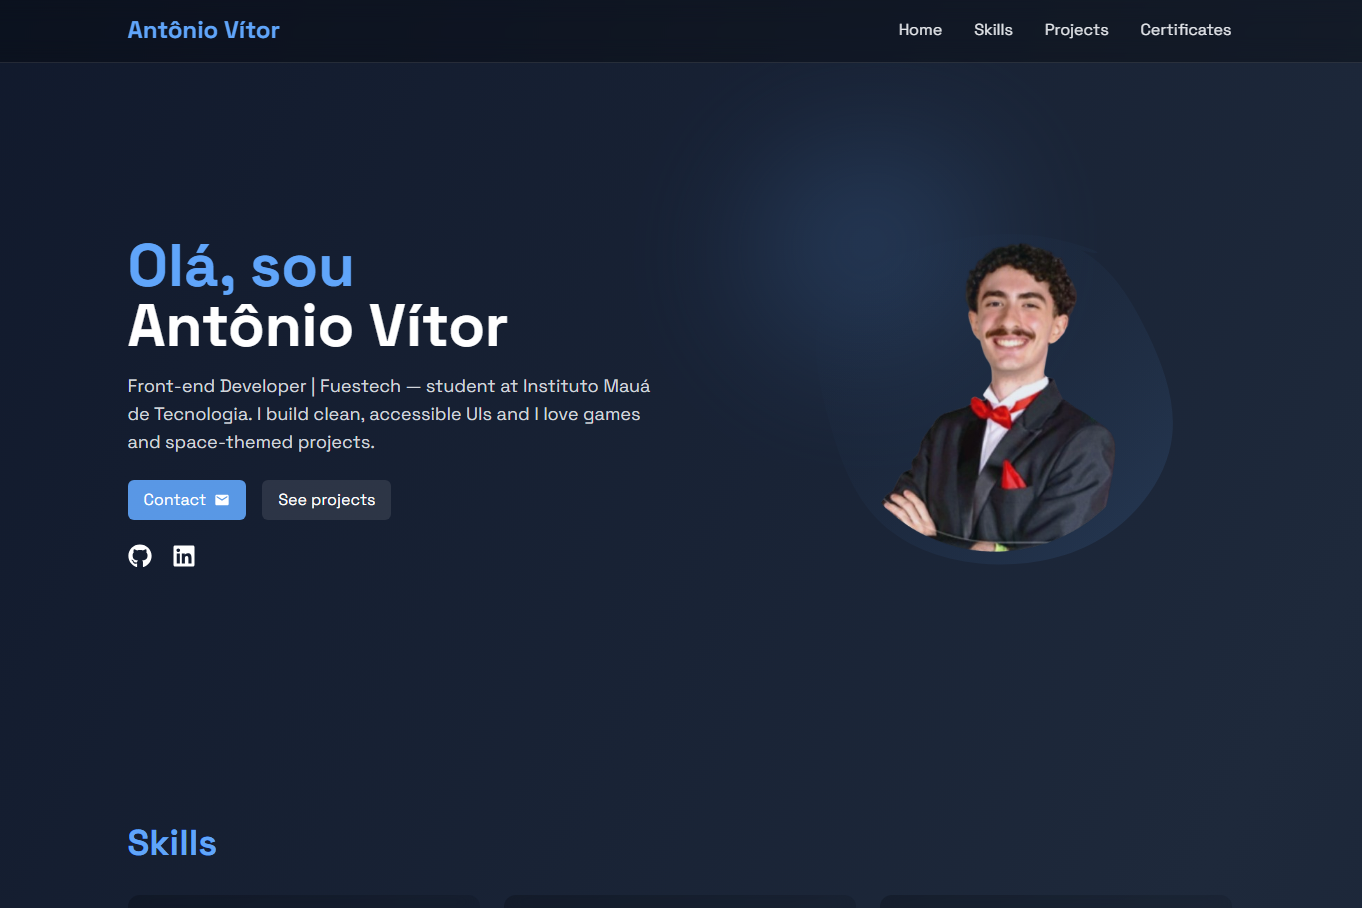 Antônio Vítor
Home
Skills
Projects
Certificates
Olá, sou
Antônio Vítor
Front-end Developer | Fuestech — student at Instituto Mauá
de Tecnologia. I build clean, accessible UIs and I love games
and space-themed projects.
Contact
See projects
in
Skills